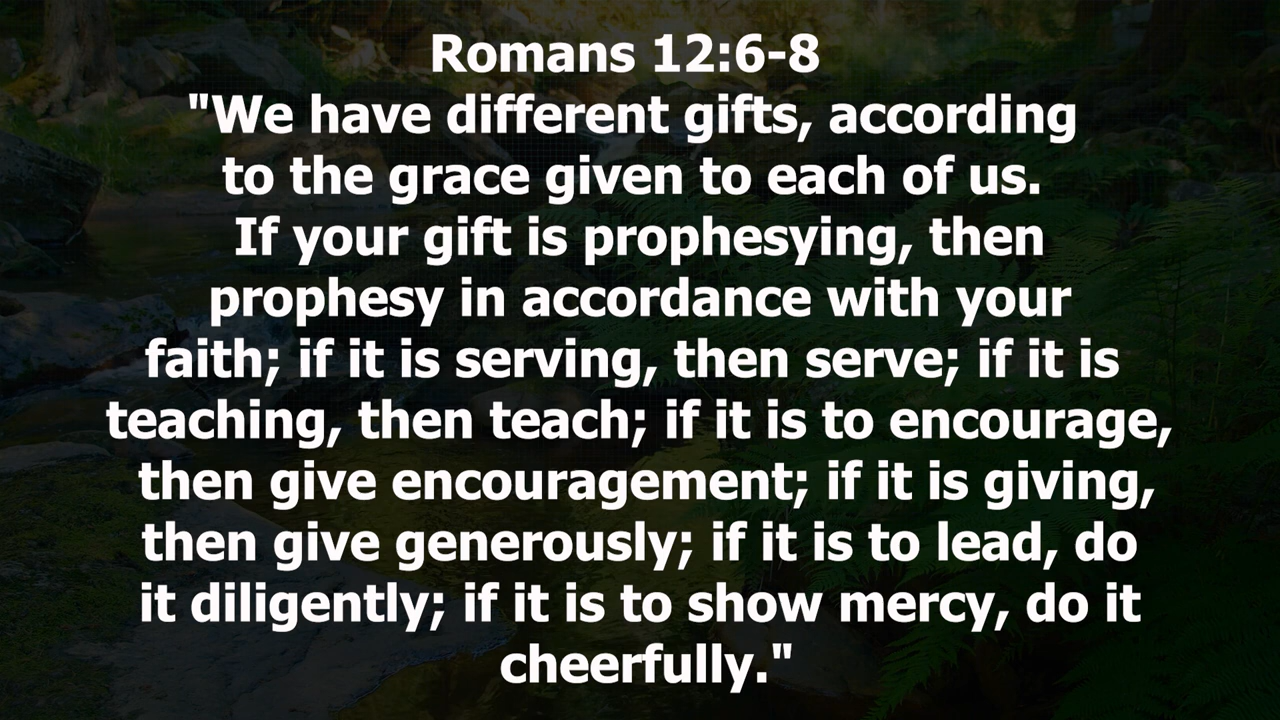 Romans 12:6-8
"We have different gifts, according
to the grace given to each of us.
If your gift is prophesying, then
prophesy in accordance with your
faith; if it is serving, then serve; if it is
teaching, then teach; if it is to encourage,
then give encouragement; if it is giving,
then give generously; if it is to lead, do
it diligently; if it is to show mercy, do it
cheerfully."